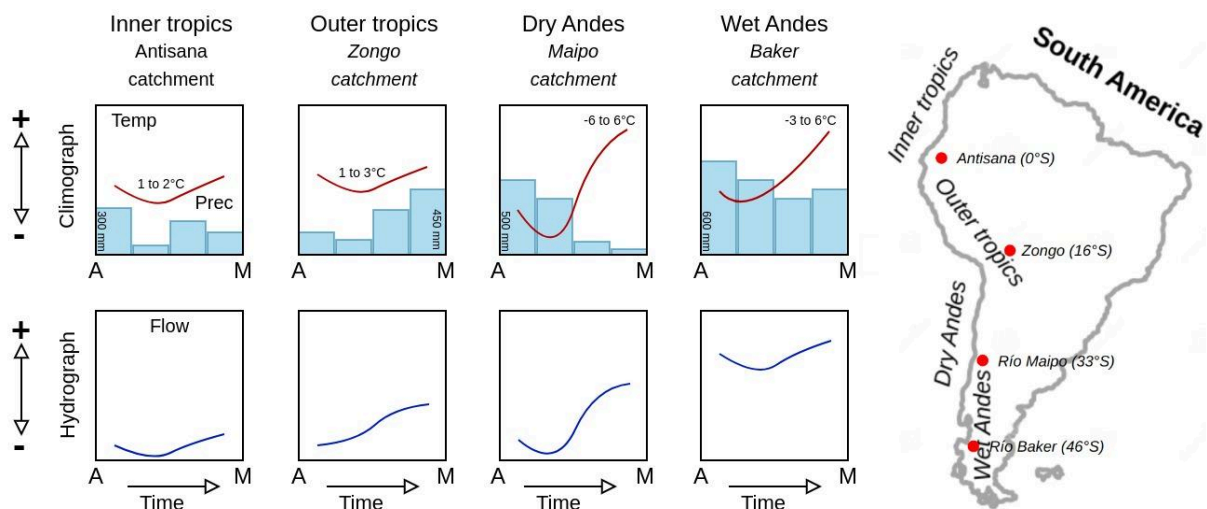 Inner tropics
Antisana
catchment
Outer tropics
Zongo
catchment
Dry Andes
Maipo
catchment
Wet Andes
Baker
catchment
+
-
Climograph
Temp
1 to 2°C
Prec
300 mm
A M
1 to 3°C
450 mm
A M
-6 to 6°C
500 mm
A M
-3 to 6°C
600 mm
A M
+
-
Hydrograph
Flow
A M
Time
A M
Time
A M
Time
A M
Time
South America
Inner tropics
Antisana (0°S)
Outer tropics
Zongo (16°S)
Dry Andes
Río Maipo (33°S)
Wet Andes
Río Baker (46°S)